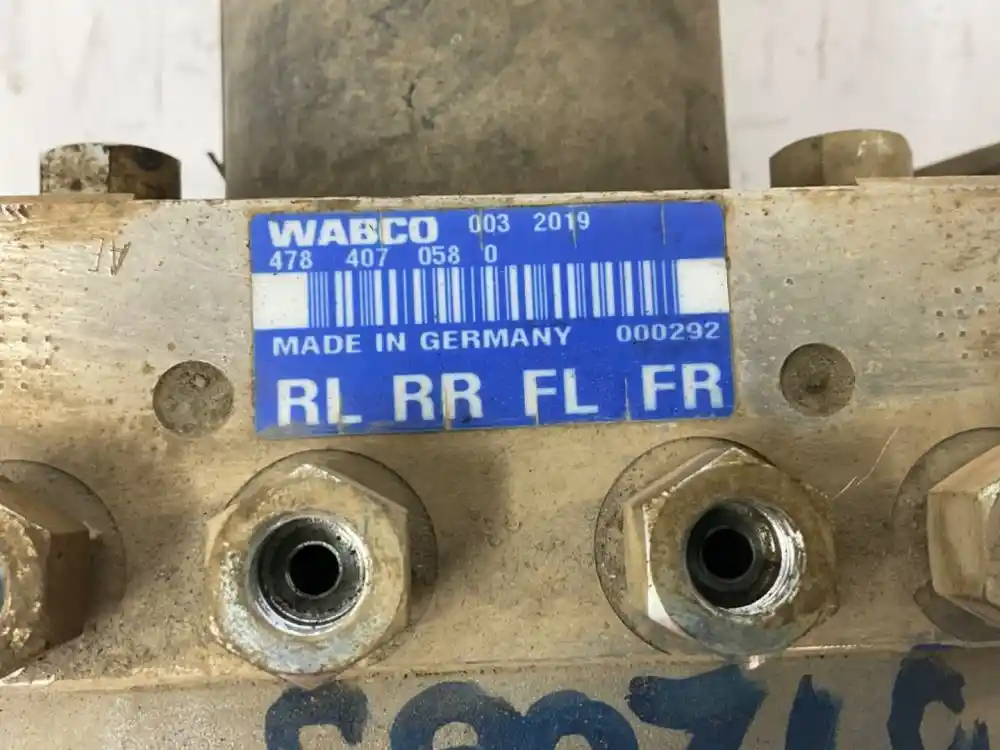 WABCO 003 2019
478 407 058 0
MADE IN GERMANY 000292
RL RR FL FR